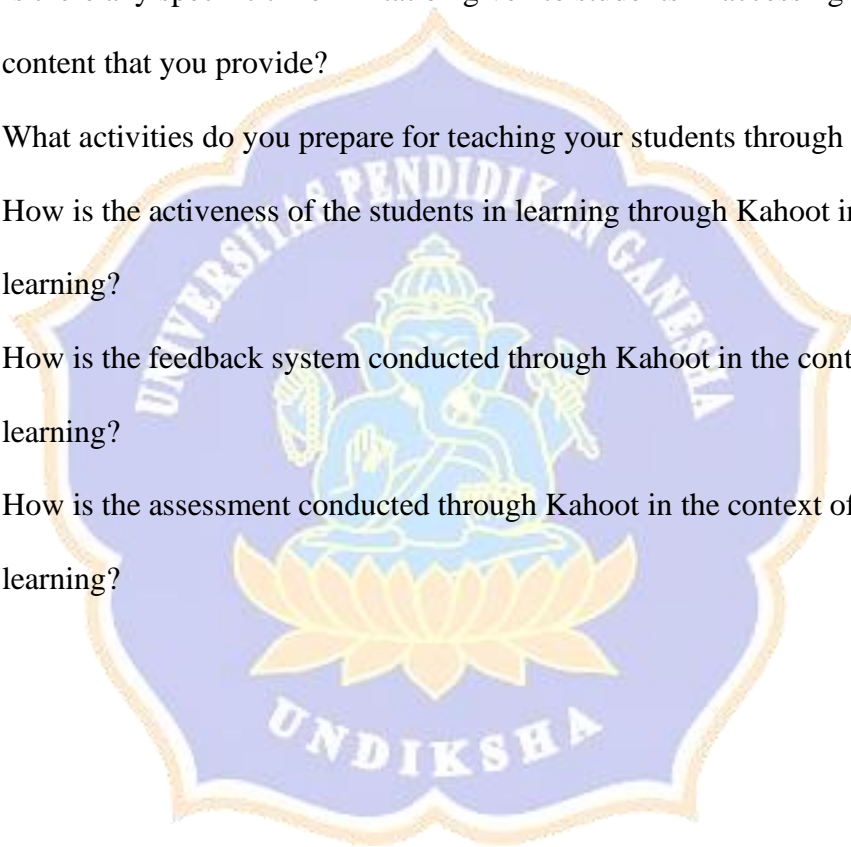 content that you provide?
What activities do you prepare for teaching your students through
How is the activeness of the students in learning through Kahoot in
learning?
How is the feedback system conducted through Kahoot in the
learning?
How is the assessment conducted through Kahoot in the context of
learning?
UNIVERSITAS PENDIDIKAN GANESHA
UNDIKSHA